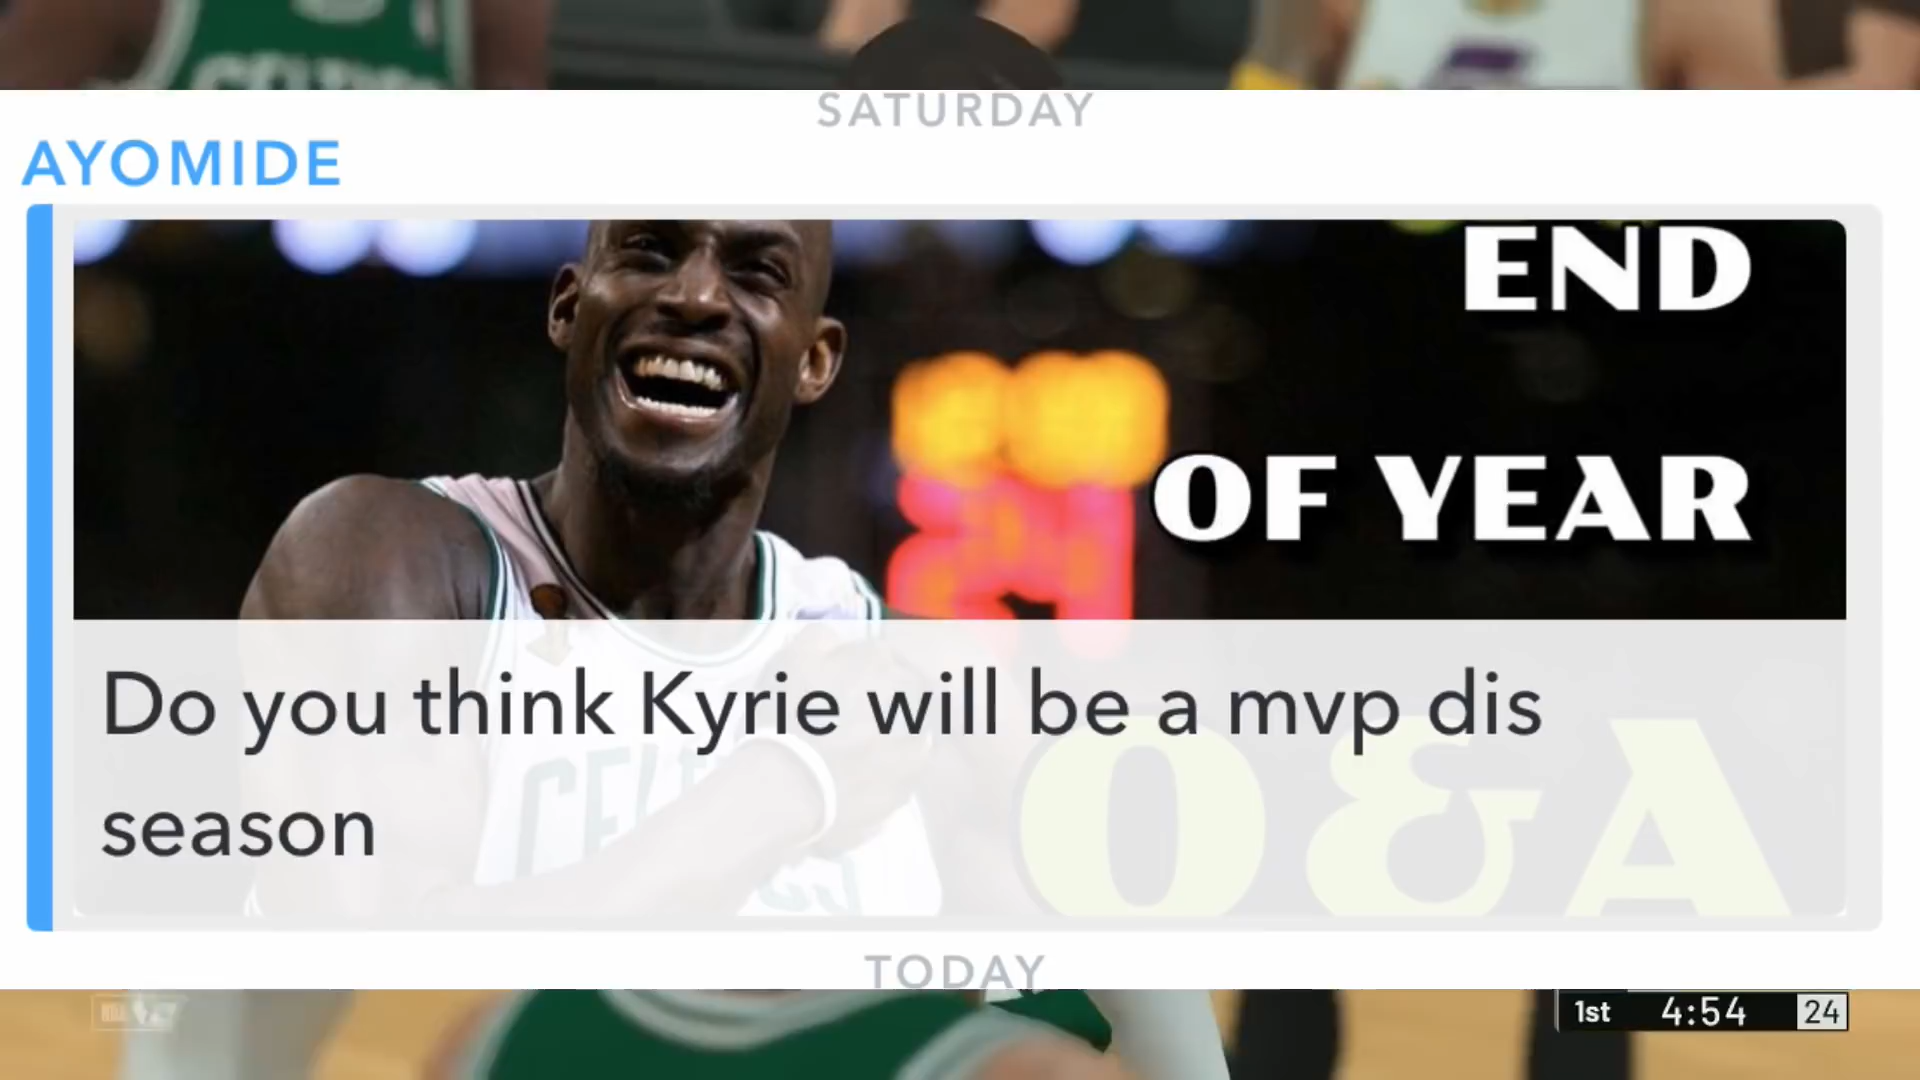 SATURDAY
AYOMIDE
END
OF YEAR
Do you think Kyrie will be a mvp dis
season
Q&A
TODAY
1st 4:54 24